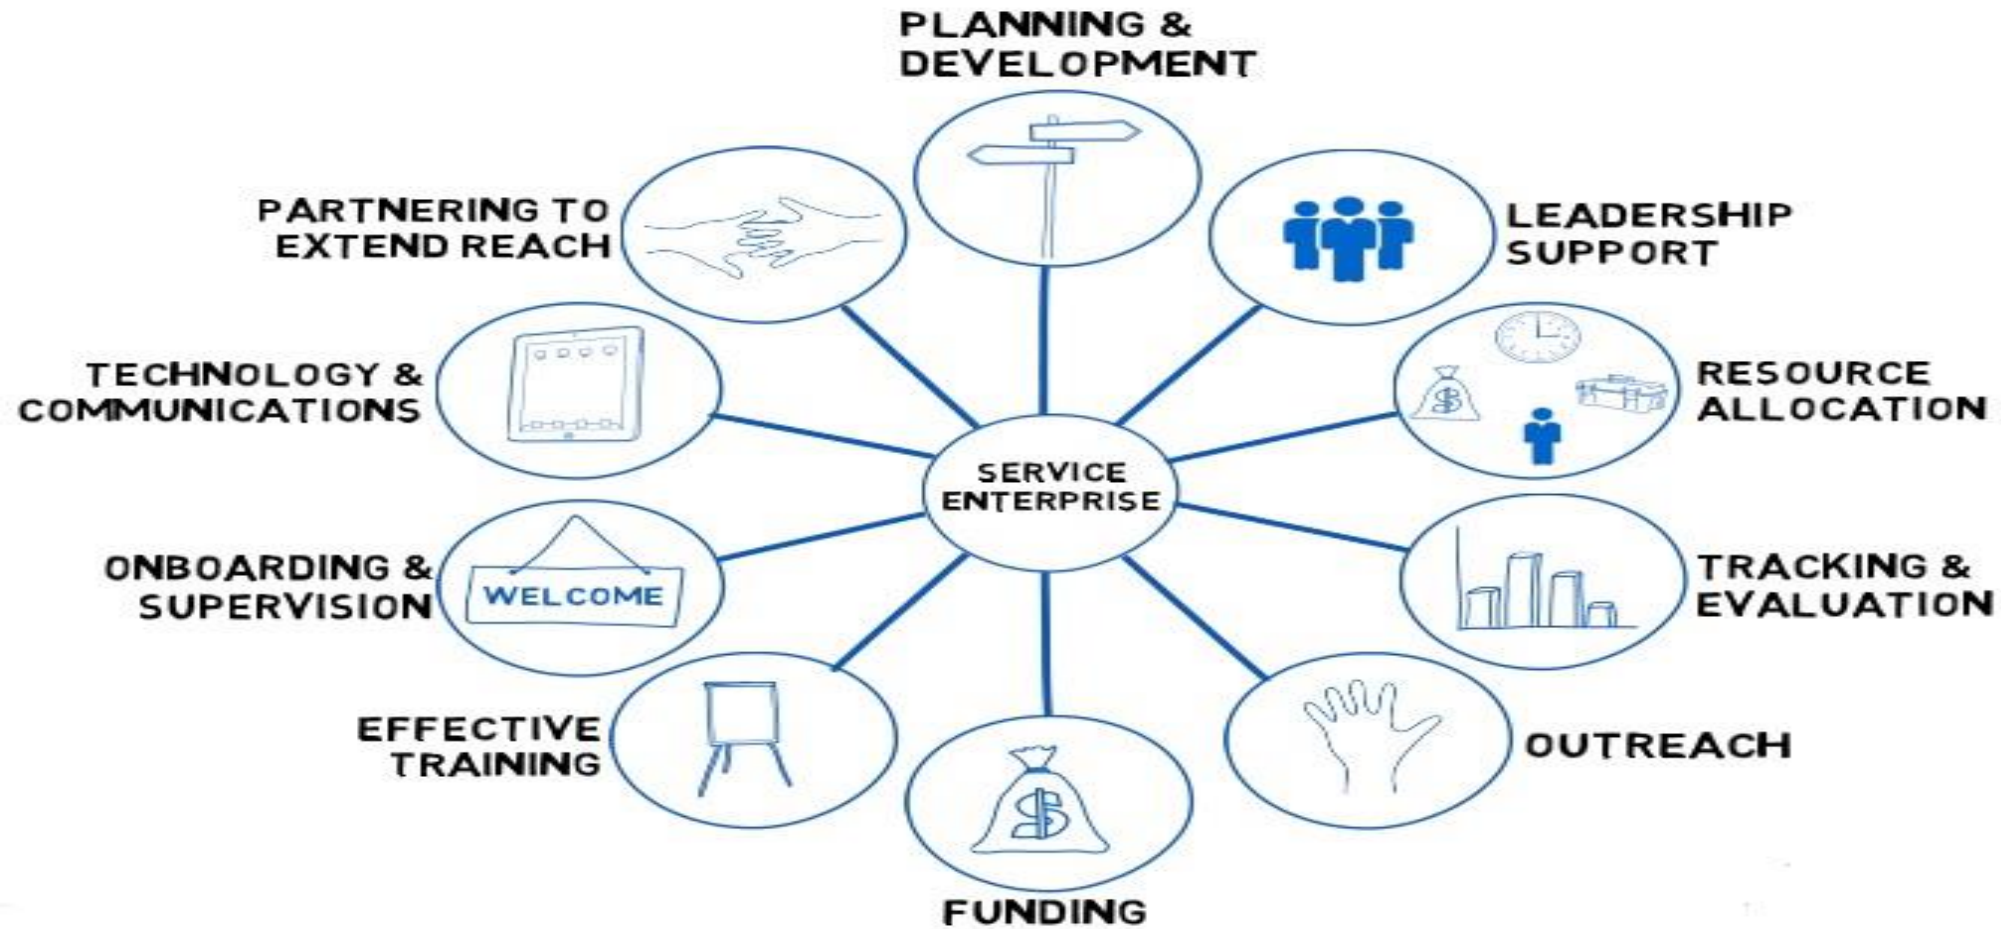 PLANNING &
DEVELOPMENT
LEADERSHIP
SUPPORT
RESOURCE
ALLOCATION
TRACKING &
EVALUATION
OUTREACH
FUNDING
EFFECTIVE
TRAINING
ONBOARDING &
SUPERVISION
WELCOME
TECHNOLOGY &
COMMUNICATIONS
PARTNERING TO
EXTEND REACH
SERVICE
ENTERPRISE
$
$